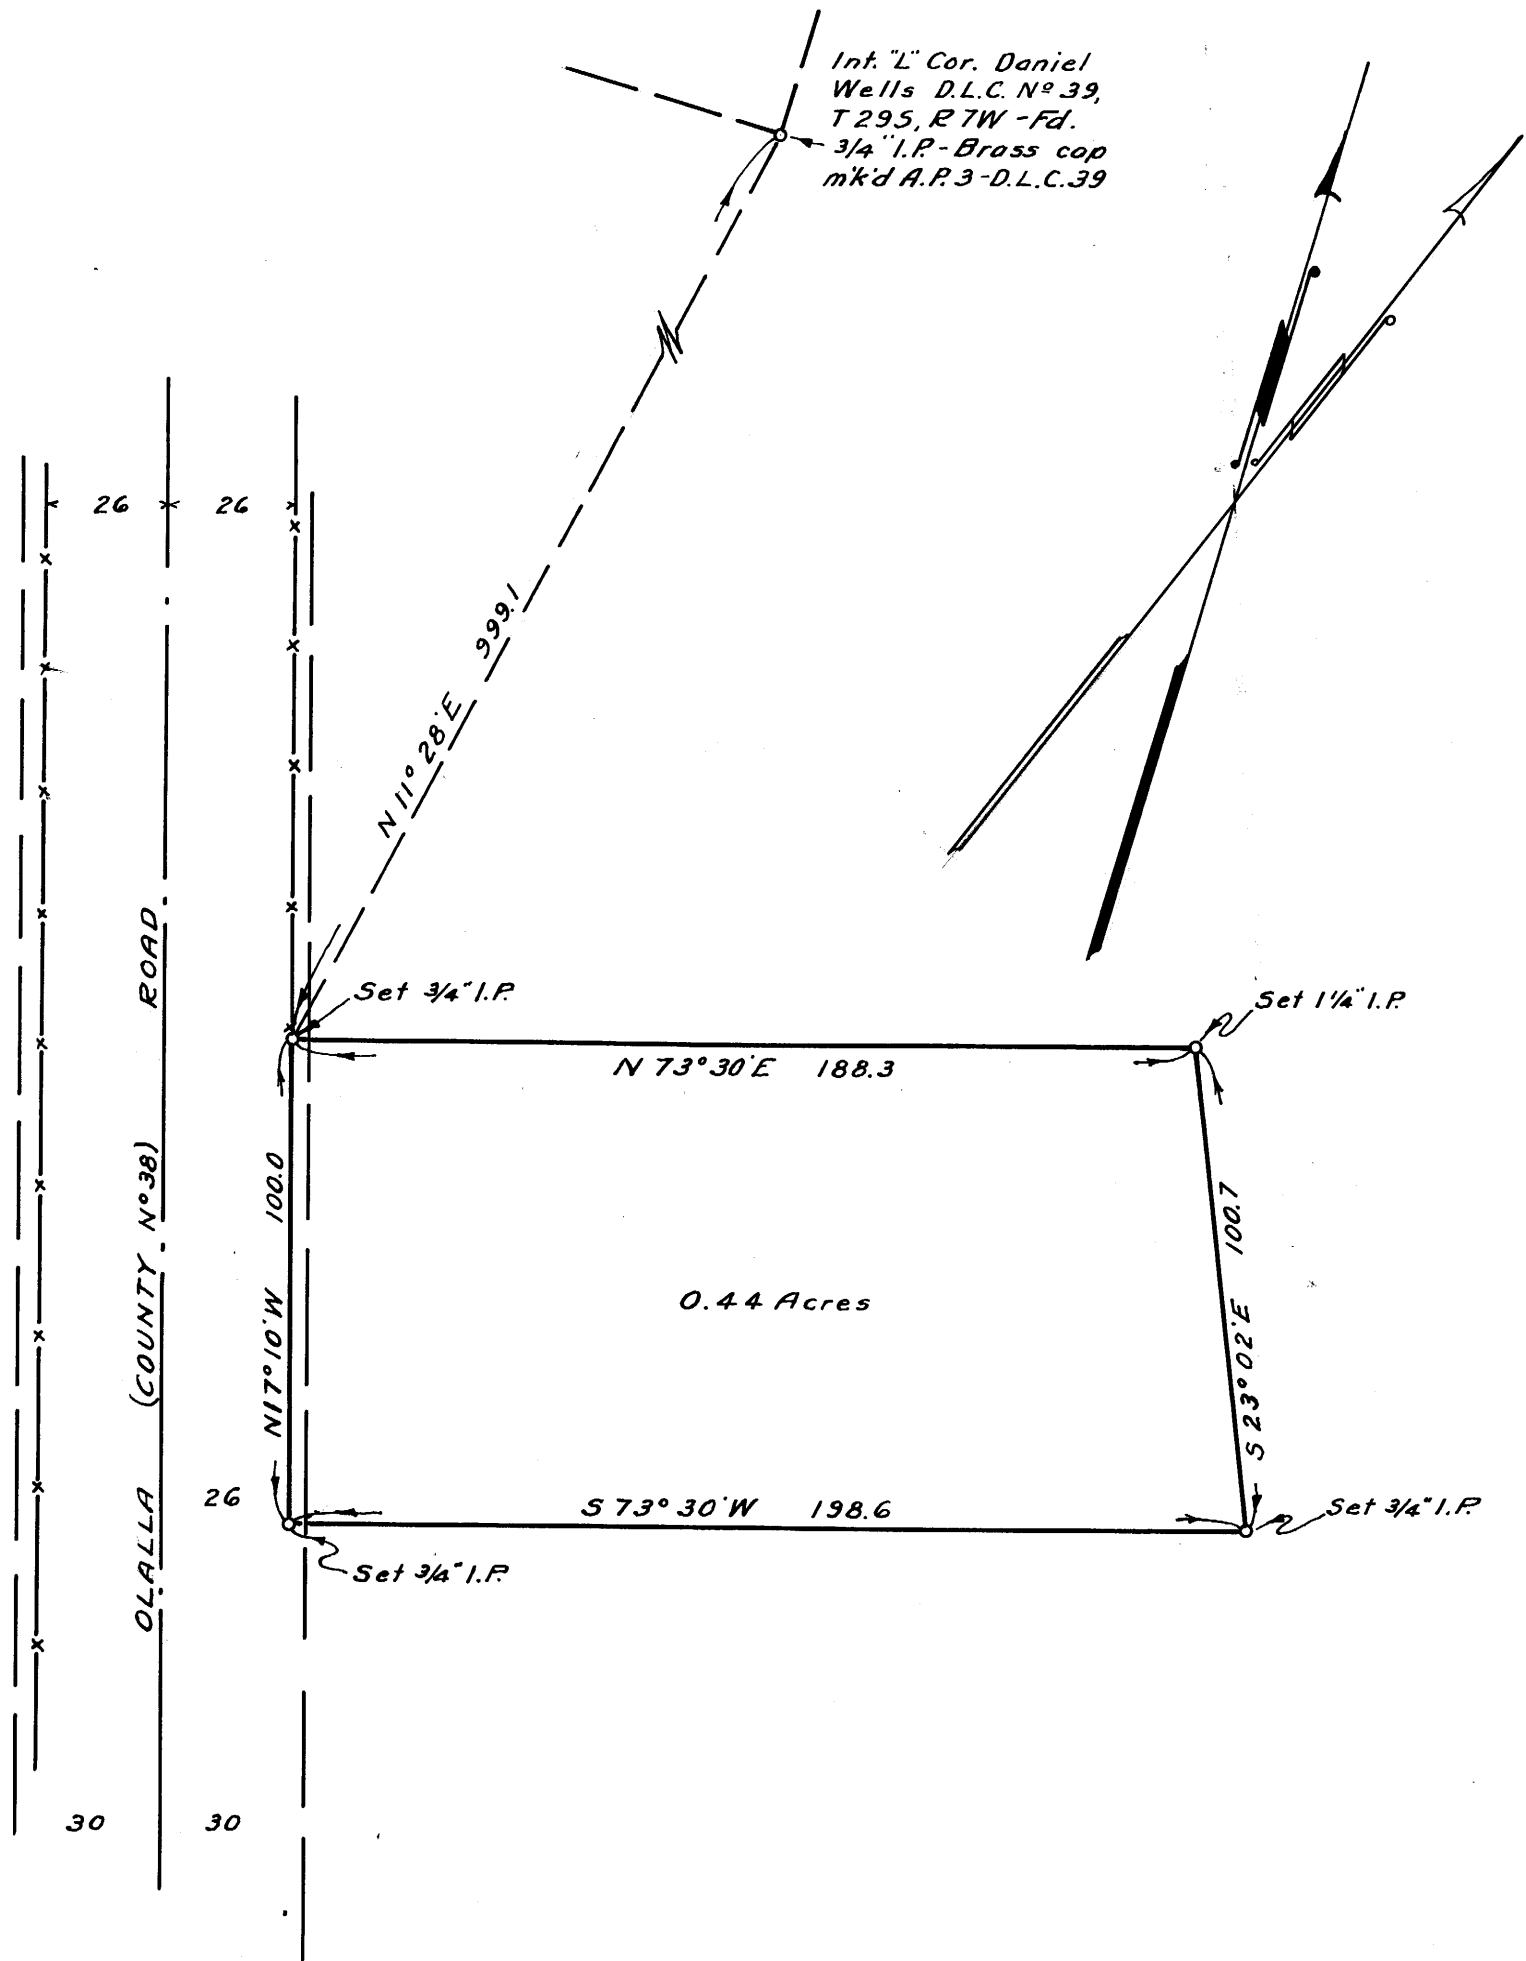 Int. "L" Cor. Daniel
Wells D.L.C. Nº 39,
T 29S, R 7W - Fd.
3/4" I.P. - Brass cap
m'k'd A.P. 3 - D.L.C. 39
26
26
N 11° 28' E 999.1
Set 3/4" I.P.
Set 1 1/4" I.P.
N 73° 30' E 188.3
N 17° 10' W 100.0
S 23° 02' E 100.7
0.44 Acres
OLALLA (COUNTY Nº 38) ROAD
26
S 73° 30' W 198.6
Set 3/4" I.P.
Set 3/4" I.P.
30
30